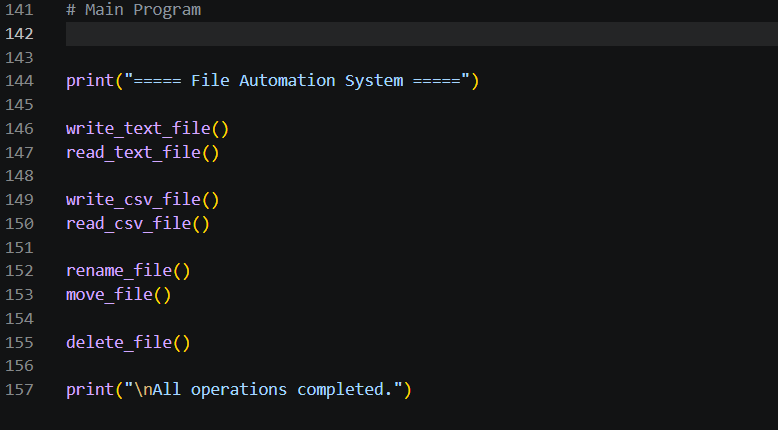 141 # Main Program
142
143
144 print("===== File Automation System =====")
145
146 write_text_file()
147 read_text_file()
148
149 write_csv_file()
150 read_csv_file()
151
152 rename_file()
153 move_file()
154
155 delete_file()
156
157 print("\nAll operations completed.")